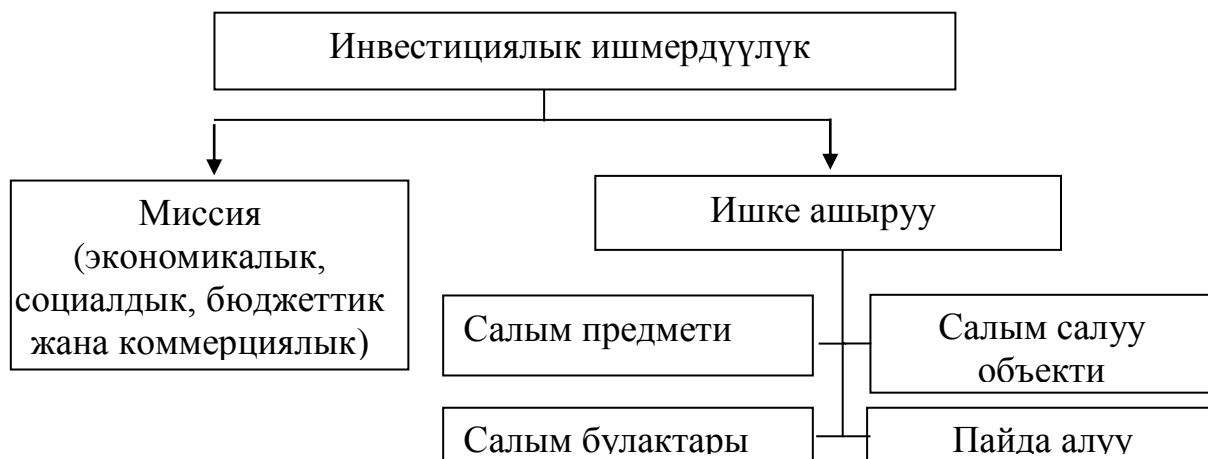 Инвестициялык ишмердүүлүк
Миссия
(экономикалык,
социалдык, бюджеттик
жана коммерциялык)
Ишке ашыруу
Салым предмети
Салым салуу
объекти
Салым булактары
Пайда алуу